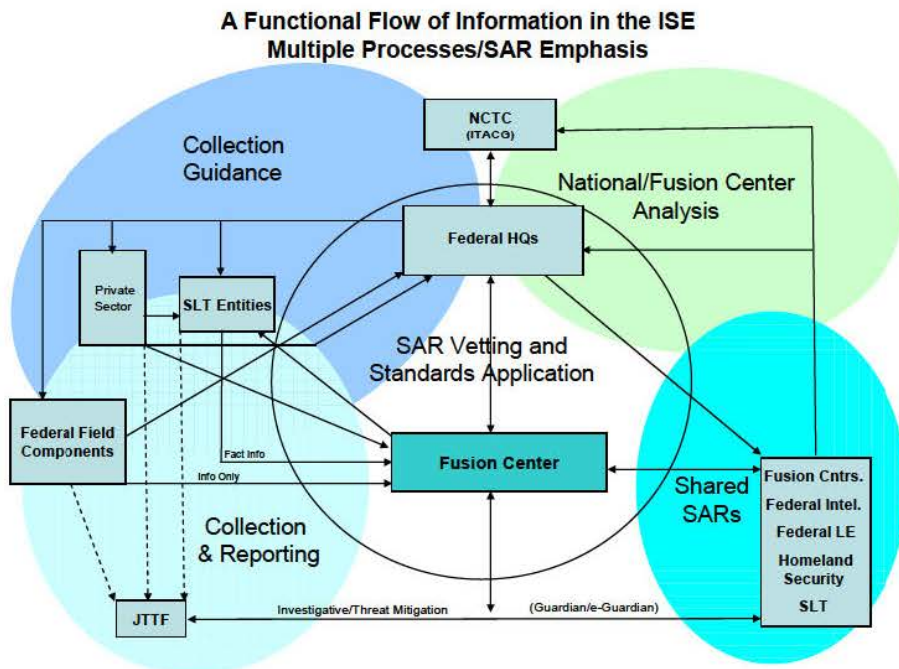 A Functional Flow of Information in the ISE
Multiple Processes/SAR Emphasis
NCTC
(ITACG)
Collection
Guidance
National/Fusion Center
Analysis
Federal HQs
Private
Sector
SLT Entities
SAR Vetting and
Standards Application
Federal Field
Components
Fact Info
Info Only
Fusion Center
Shared
SARs
Fusion Cntrs.
Federal Intel.
Federal LE
Homeland
Security
SLT
Collection
& Reporting
JTTF
Investigative/Threat Mitigation
(Guardian/e-Guardian)